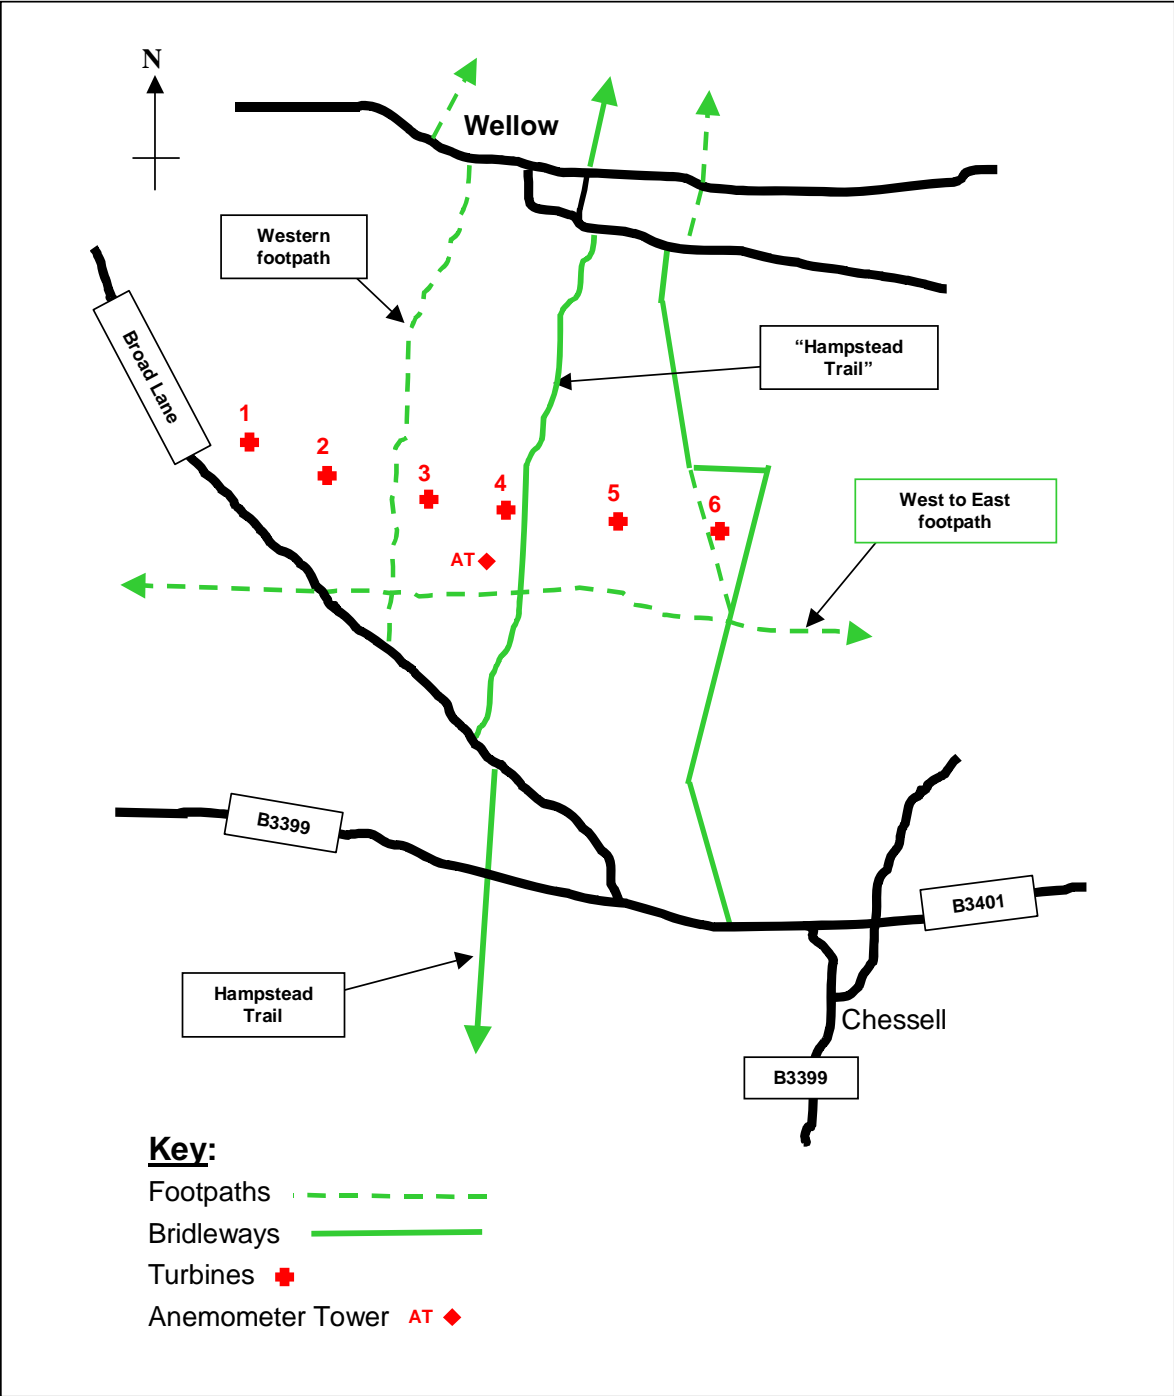 N
Wellow
Western
footpath
Broad Lane
“Hampstead
Trail”
1
2
3
4
5
6
West to East
footpath
AT
B3399
B3401
Hampstead
Trail
Chessell
B3399
Key:
Footpaths
Bridleways
Turbines
Anemometer Tower AT